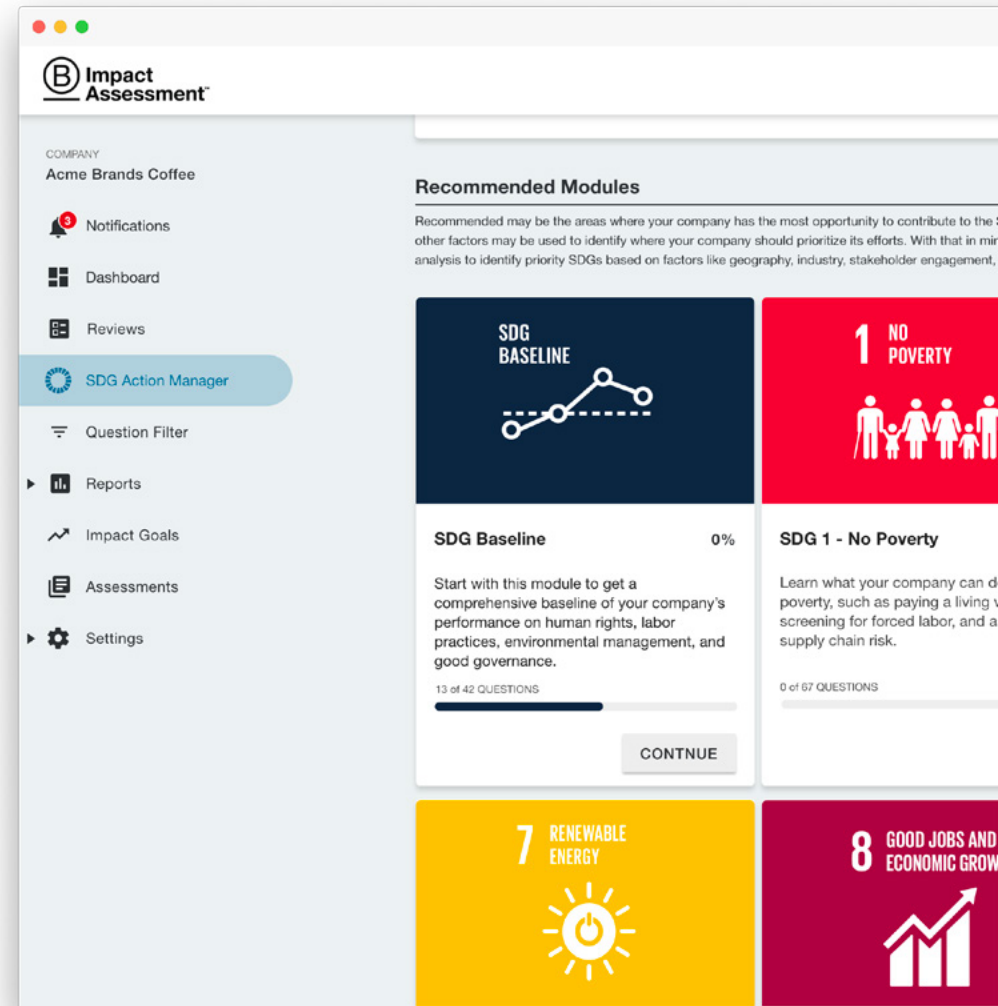 B Impact
Assessment™
COMPANY
Acme Brands Coffee
3
Notifications
Dashboard
Reviews
SDG Action Manager
Question Filter
Reports
Impact Goals
Assessments
Settings
Recommended Modules
Recommended may be the areas where your company has the most opportunity to contribute to the
other factors may be used to identify where your company should prioritize its efforts. With that in
analysis to identify priority SDGs based on factors like geography, industry, stakeholder engagement,
SDG
BASELINE
SDG Baseline 0%
Start with this module to get a
comprehensive baseline of your company's
performance on human rights, labor
practices, environmental management, and
good governance.
13 of 42 QUESTIONS
CONTNUE
1 NO
POVERTY
SDG 1 - No Poverty
Learn what your company can
poverty, such as paying a living
screening for forced labor, and a
supply chain risk.
0 of 67 QUESTIONS
7 RENEWABLE
ENERGY
8 GOOD JOBS AND
ECONOMIC